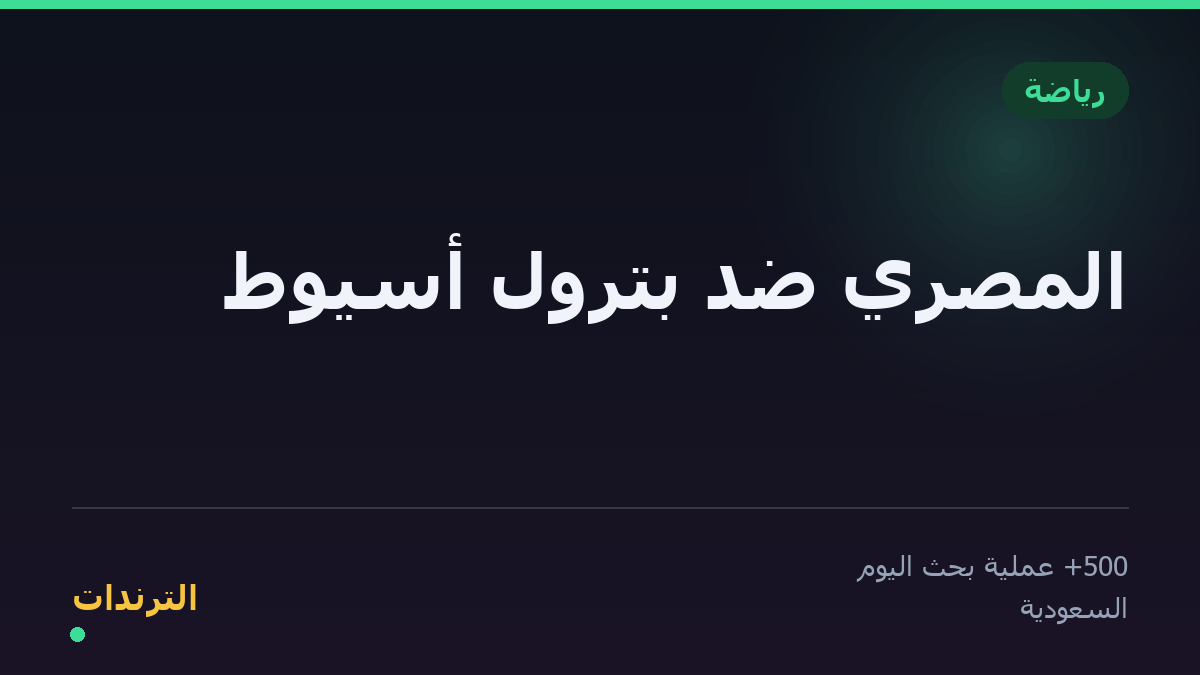 رياضة
المصري ضد بترول أسيوط
500+ عملية بحث اليوم
السعودية
الترندات